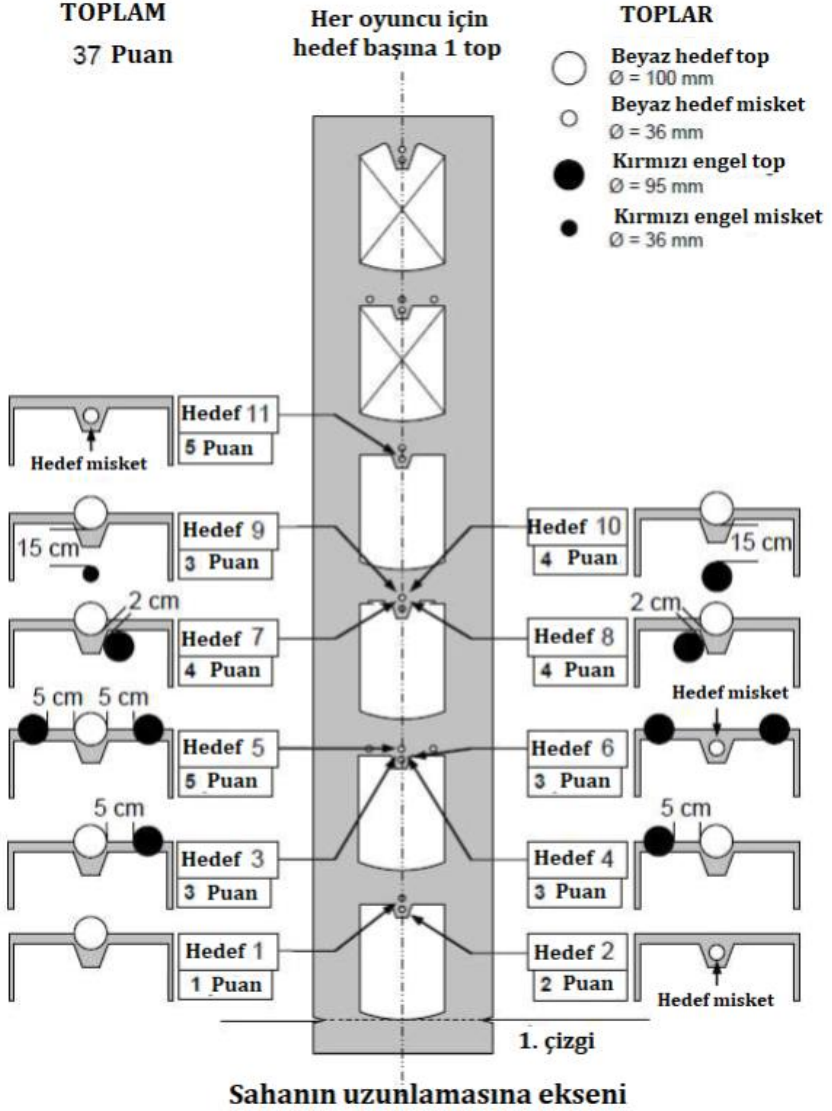 TOPLAM
37 Puan
Her oyuncu için
hedef başına 1 top
TOPLAR
Beyaz hedef top
Ø = 100 mm
Beyaz hedef misket
Ø = 36 mm
Kırmızı engel top
Ø = 95 mm
Kırmızı engel misket
Ø = 36 mm
Hedef 11
5 Puan
Hedef misket
Hedef 9
3 Puan
15 cm
Hedef 10
4 Puan
15 cm
2 cm
Hedef 7
4 Puan
Hedef 8
4 Puan
2 cm
5 cm 5 cm
Hedef 5
5 Puan
Hedef misket
Hedef 6
3 Puan
5 cm
Hedef 3
3 Puan
Hedef 4
3 Puan
5 cm
Hedef 1
1 Puan
Hedef 2
2 Puan
Hedef misket
1. çizgi
Sahanın uzunlamasına ekseni